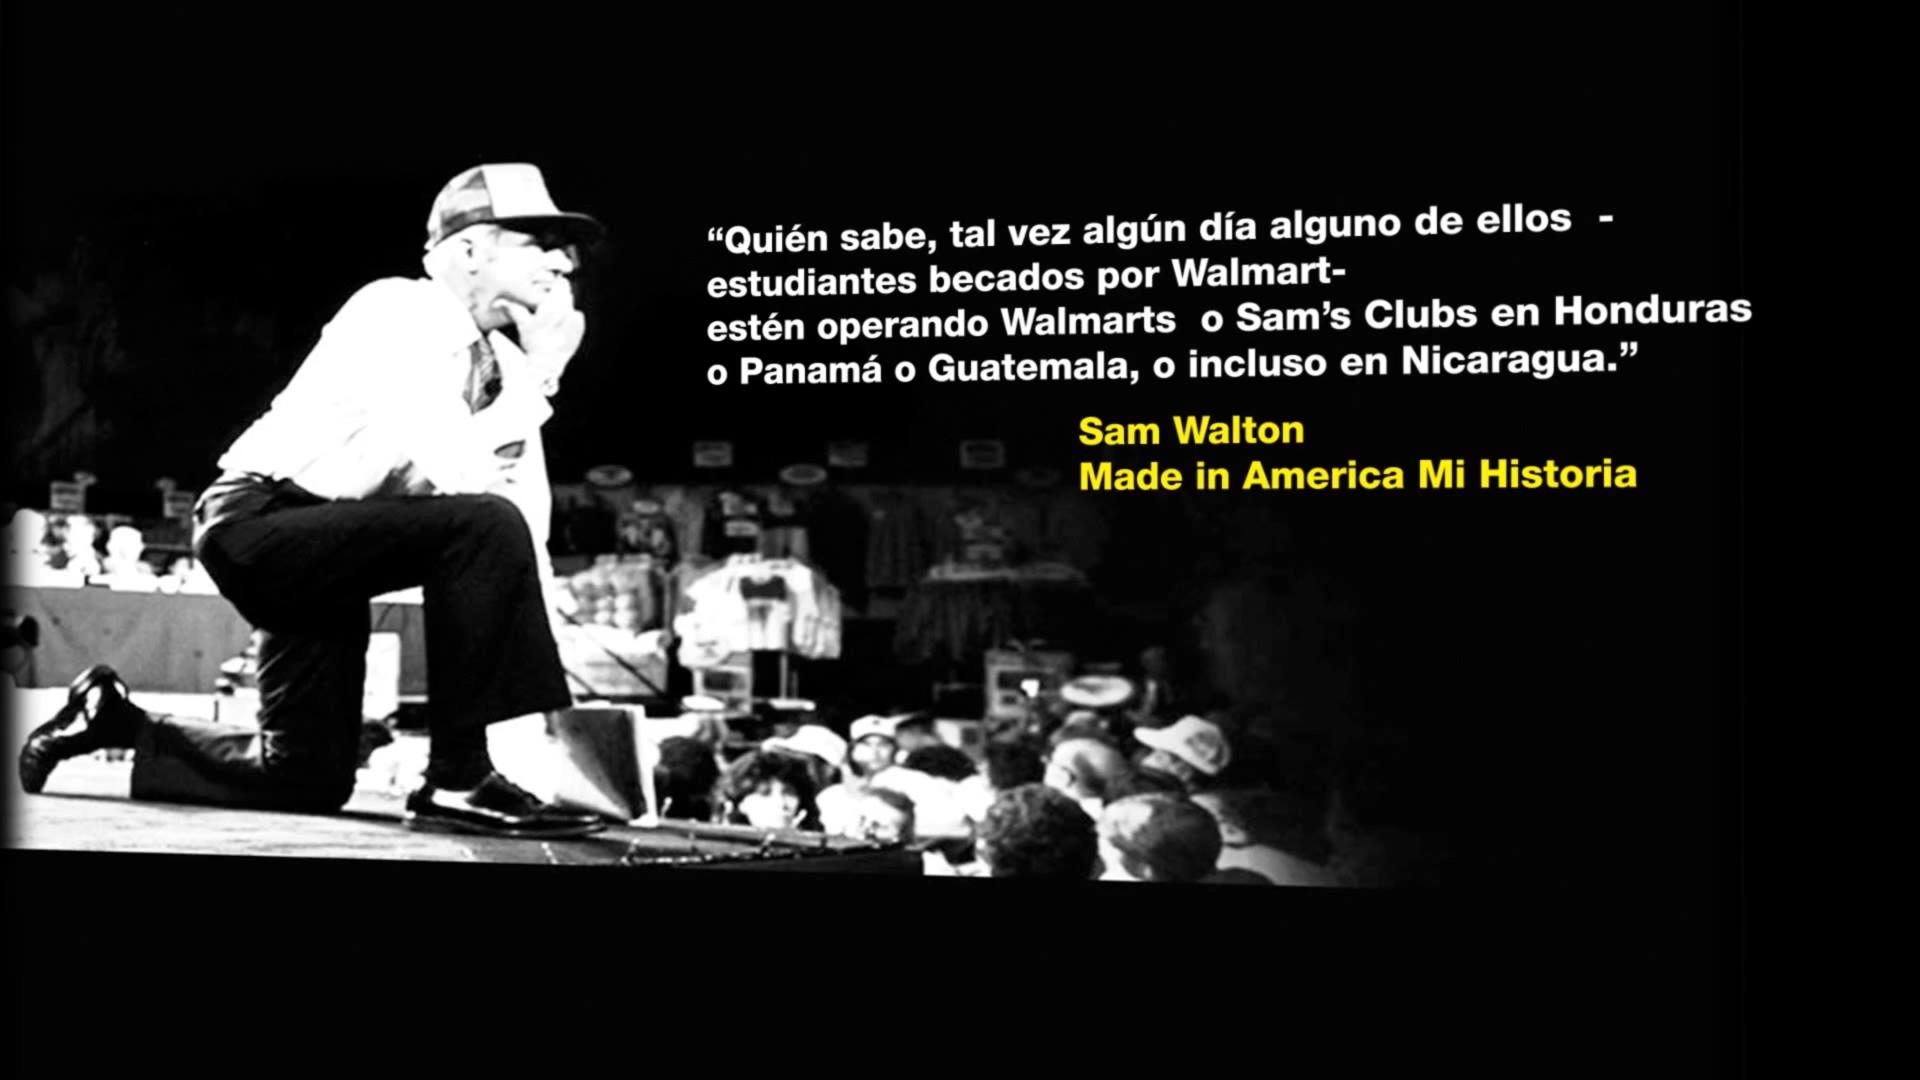 “Quién sabe, tal vez algún día alguno de ellos -
estudiantes becados por Walmart-
estén operando Walmarts o Sam’s Clubs en Honduras
o Panamá o Guatemala, o incluso en Nicaragua.”
Sam Walton
Made in America Mi Historia